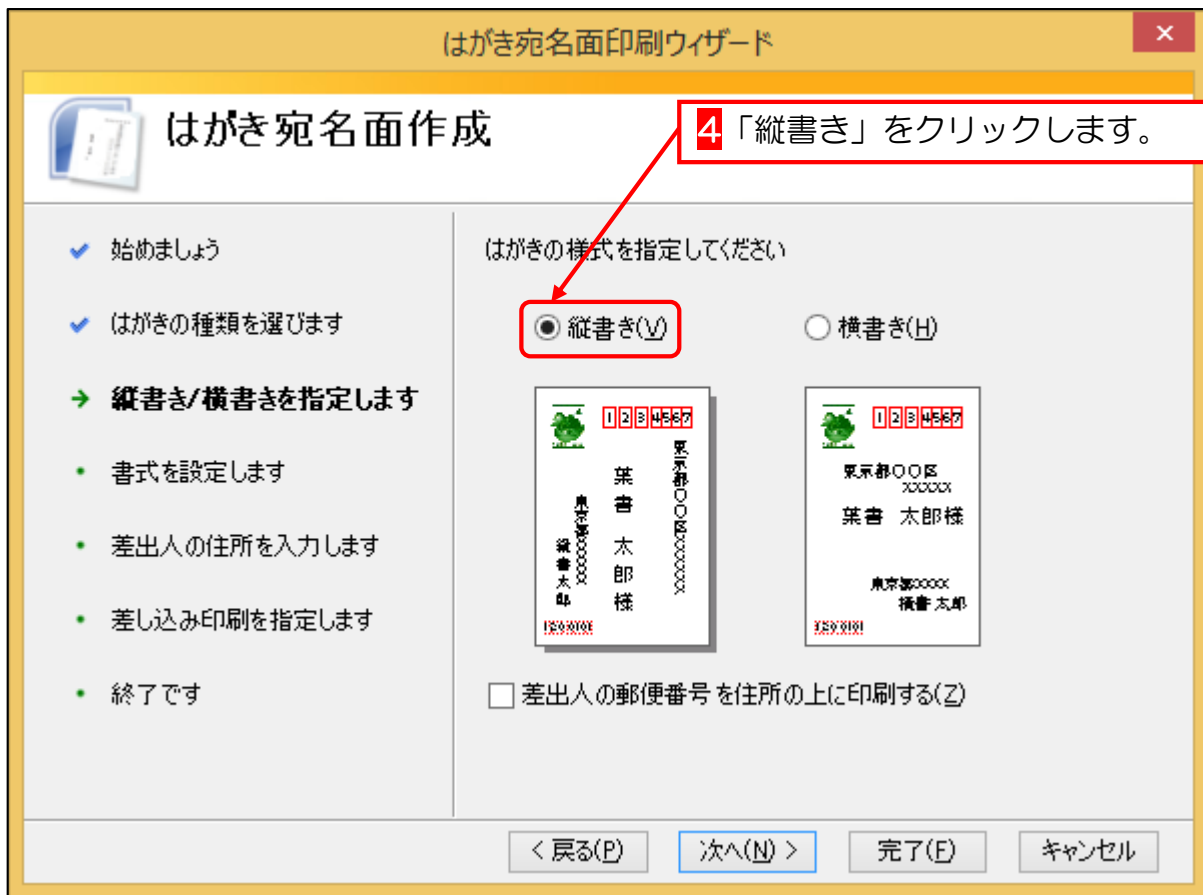 はがき宛名面印刷ウィザード
はがき宛名面作成
4「縦書き」をクリックします。
始めましょう
はがきの種類を選びます
縦書き/横書きを指定します
書式を設定します
差出人の住所を入力します
差し込み印刷を指定します
終了です
はがきの様式を指定してください
縦書き(V)
横書き(H)
1234567
東京都〇〇区XXXXXX
葉書 太郎 様
東京都XXXXX
縦書太郎
1234567
東京都〇〇区
XXXXX
葉書 太郎様
東京都XXXX
横書太郎
差出人の郵便番号を住所の上に印刷する(Z)
< 戻る(P)
次へ(N) >
完了(F)
キャンセル